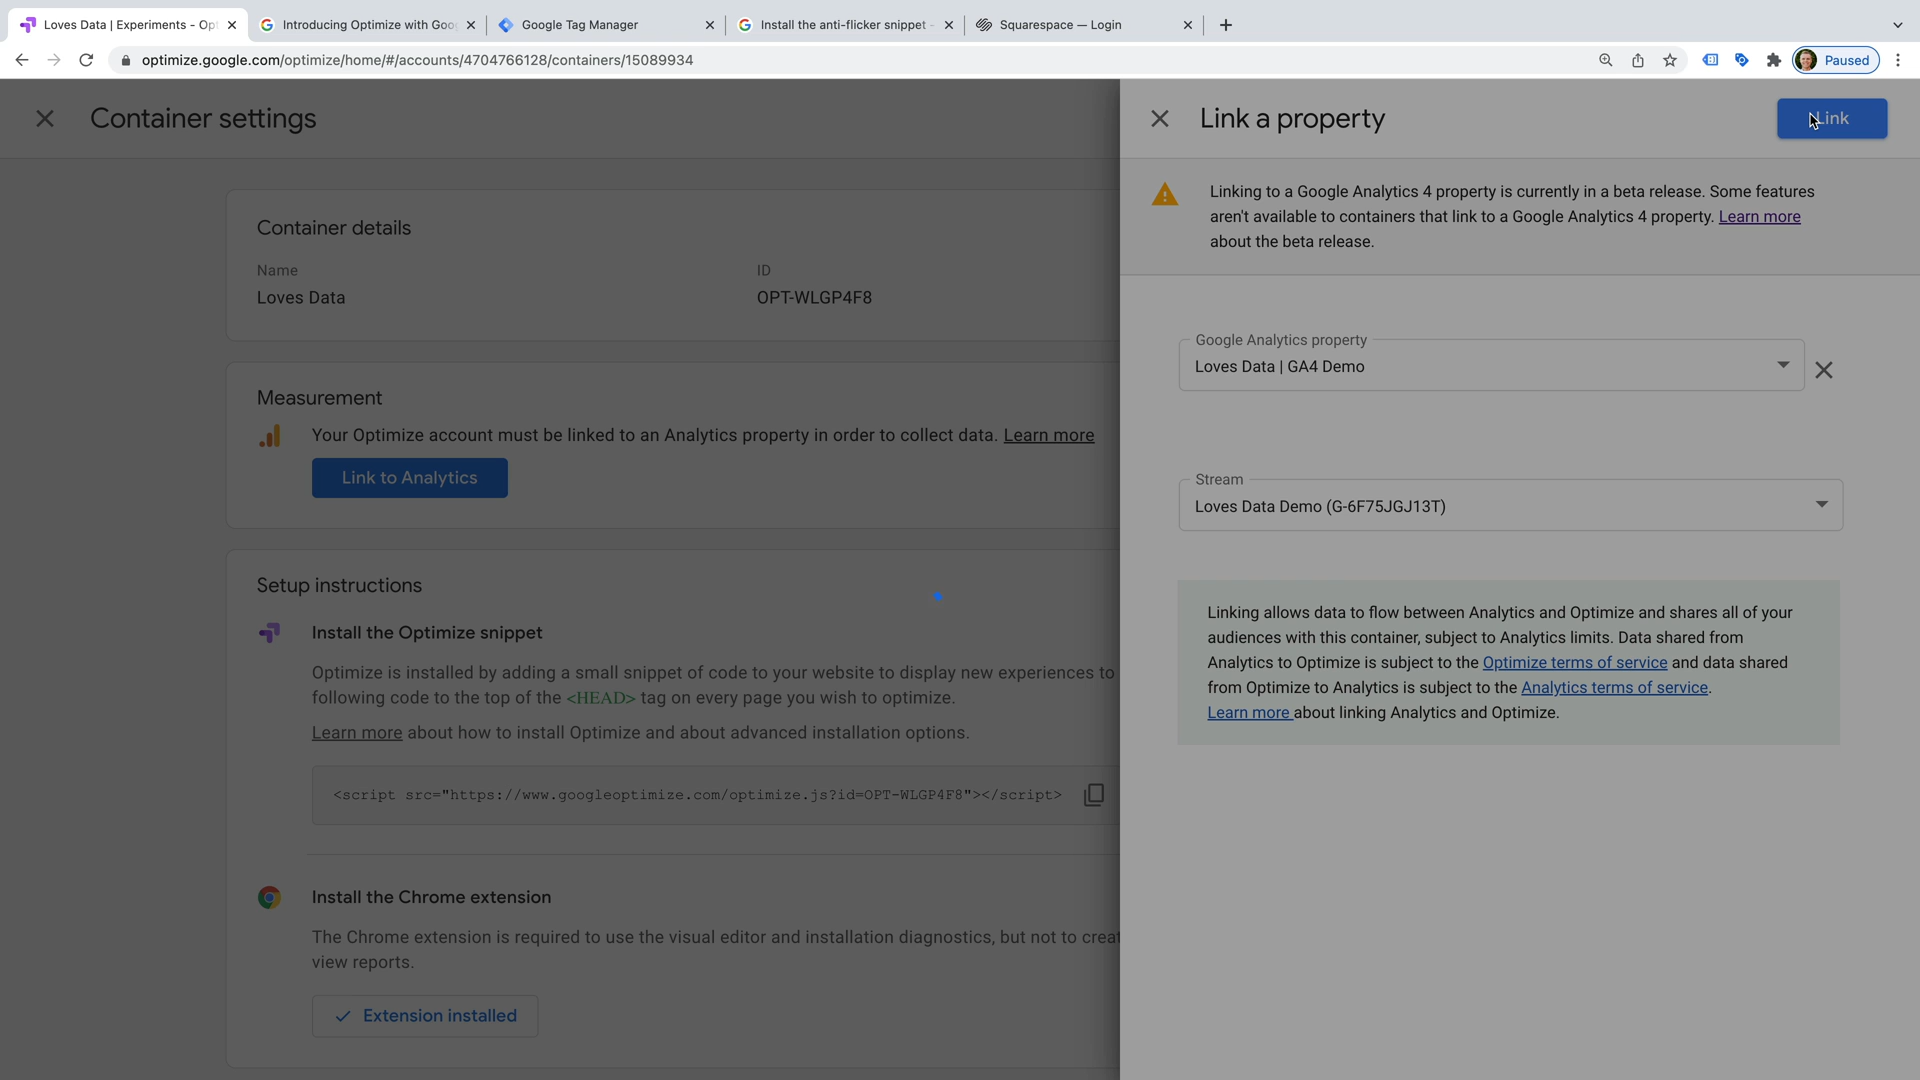 Loves Data | Experiments - Opt
Introducing Optimize with Goo
Google Tag Manager
Install the anti-flicker snippet -
Squarespace — Login
optimize.google.com/optimize/home/#/accounts/4704766128/containers/15089934
Paused
Container settings
Container details
Name
ID
Loves Data
OPT-WLGP4F8
Measurement
Your Optimize account must be linked to an Analytics property in order to collect data. Learn more
Link to Analytics
Setup instructions
Install the Optimize snippet
Optimize is installed by adding a small snippet of code to your website to display new experiences to
following code to the top of the <HEAD> tag on every page you wish to optimize.
Learn more about how to install Optimize and about advanced installation options.
<script src="https://www.googleoptimize.com/optimize.js?id=OPT-WLGP4F8"></script>
Install the Chrome extension
The Chrome extension is required to use the visual editor and installation diagnostics, but not to creat
view reports.
Extension installed
Link a property
Link
Linking to a Google Analytics 4 property is currently in a beta release. Some features
aren't available to containers that link to a Google Analytics 4 property. Learn more
about the beta release.
Google Analytics property
Loves Data | GA4 Demo
Stream
Loves Data Demo (G-6F75JGJ13T)
Linking allows data to flow between Analytics and Optimize and shares all of your
audiences with this container, subject to Analytics limits. Data shared from
Analytics to Optimize is subject to the Optimize terms of service and data shared
from Optimize to Analytics is subject to the Analytics terms of service.
Learn more about linking Analytics and Optimize.